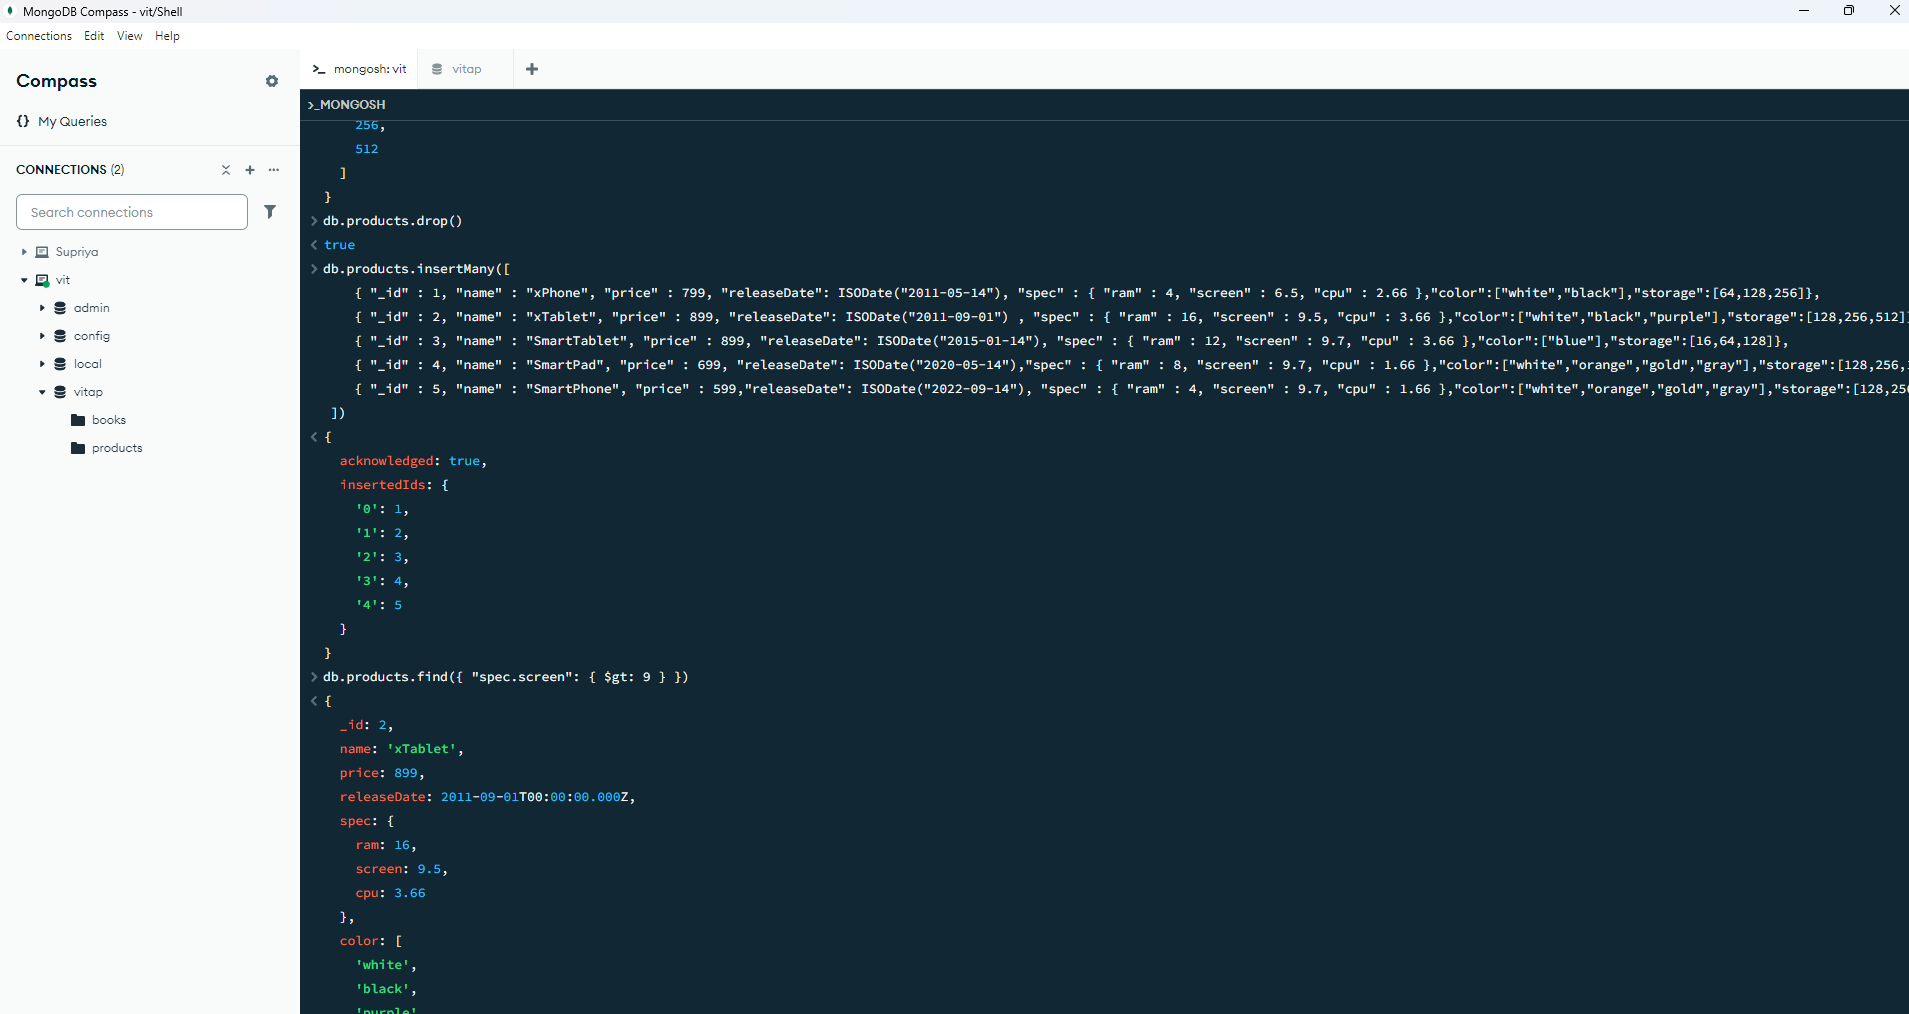 MongoDB Compass - vit/Shell
Connections Edit View Help
Compass
{} My Queries
CONNECTIONS (2)
Search connections
Supriya
vit
admin
config
local
vitap
books
products
>_ mongosh: vit
vitap
>_MONGOSH
256,
512
]
}
> db.products.drop()
< true
> db.products.insertMany([
{ "_id" : 1, "name" : "xPhone", "price" : 799, "releaseDate": ISODate("2011-05-14"), "spec" : { "ram" : 4, "screen" : 6.5, "cpu" : 2.66 },"color":["white","black"],"storage":[64,128,256]},
{ "_id" : 2, "name" : "xTablet", "price" : 899, "releaseDate": ISODate("2011-09-01") , "spec" : { "ram" : 16, "screen" : 9.5, "cpu" : 3.66 },"color":["white","black","purple"],"storage":[128,256,512]
{ "_id" : 3, "name" : "SmartTablet", "price" : 899, "releaseDate": ISODate("2015-01-14"), "spec" : { "ram" : 12, "screen" : 9.7, "cpu" : 3.66 },"color":["blue"],"storage":[16,64,128]},
{ "_id" : 4, "name" : "SmartPad", "price" : 699, "releaseDate": ISODate("2020-05-14"),"spec" : { "ram" : 8, "screen" : 9.7, "cpu" : 1.66 },"color":["white","orange","gold","gray"],"storage":[128,256,
{ "_id" : 5, "name" : "SmartPhone", "price" : 599,"releaseDate": ISODate("2022-09-14"), "spec" : { "ram" : 4, "screen" : 9.7, "cpu" : 1.66 },"color":["white","orange","gold","gray"],"storage":[128,
])
< {
acknowledged: true,
insertedIds: {
'0': 1,
'1': 2,
'2': 3,
'3': 4,
'4': 5
}
}
> db.products.find({ "spec.screen": { $gt: 9 } })
< {
_id: 2,
name: 'xTablet',
price: 899,
releaseDate: 2011-09-01T00:00:00.000Z,
spec: {
ram: 16,
screen: 9.5,
cpu: 3.66
},
color: [
'white',
'black',
'purple'